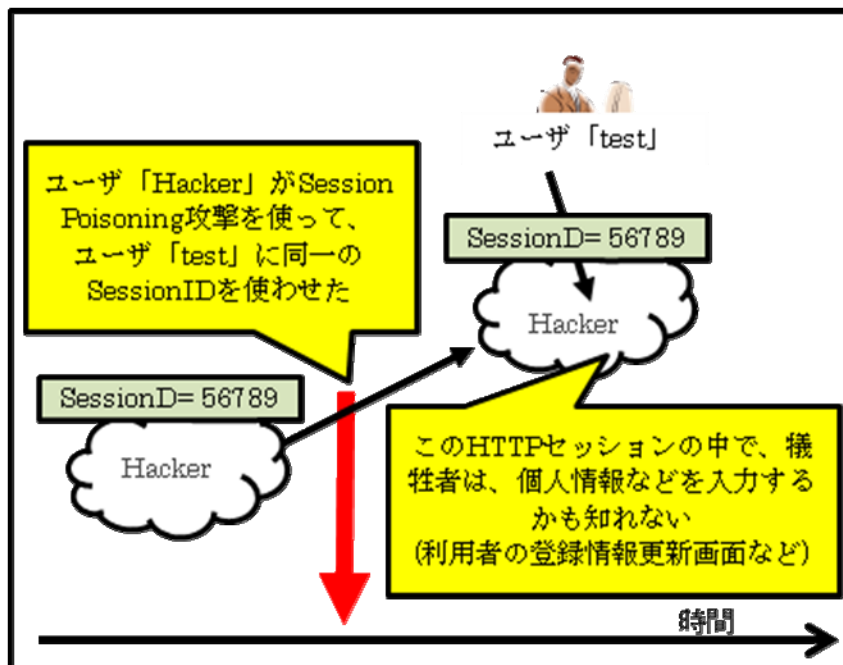 ユーザ「test」
ユーザ「Hacker」がSession
Poisoning攻撃を使って、
ユーザ「test」に同一の
SessionIDを使わせた
SessionD= 56789
Hacker
SessionD= 56789
Hacker
このHTTPセッションの中で、犠
牲者は、個人情報などを入力する
かも知れない
(利用者の登録情報更新画面など)
時間